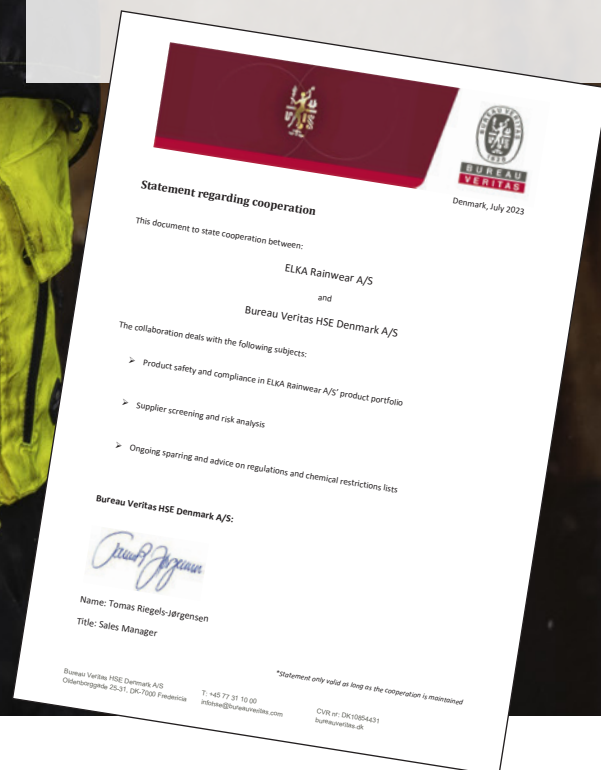 BUREAU VERITAS
1828
BUREAU
VERITAS
Denmark, July 2023
Statement regarding cooperation
This document to state cooperation between:
ELKA Rainwear A/S
and
Bureau Veritas HSE Denmark A/S
The collaboration deals with the following subjects:
➢ Product safety and compliance in ELKA Rainwear A/S' product portfolio
➢ Supplier screening and risk analysis
➢ Ongoing sparring and advice on regulations and chemical restrictions lists
Bureau Veritas HSE Denmark A/S:
Name: Tomas Riegels-Jørgensen
Title: Sales Manager
*Statement only valid as long as the cooperation is maintained
Bureau Veritas HSE Denmark A/S
Oldenborggade 25-31, DK-7000 Fredericia
T: +45 77 31 10 00
infohse@bureauveritas.com
CVR nr: DK10854431
bureauveritas.dk